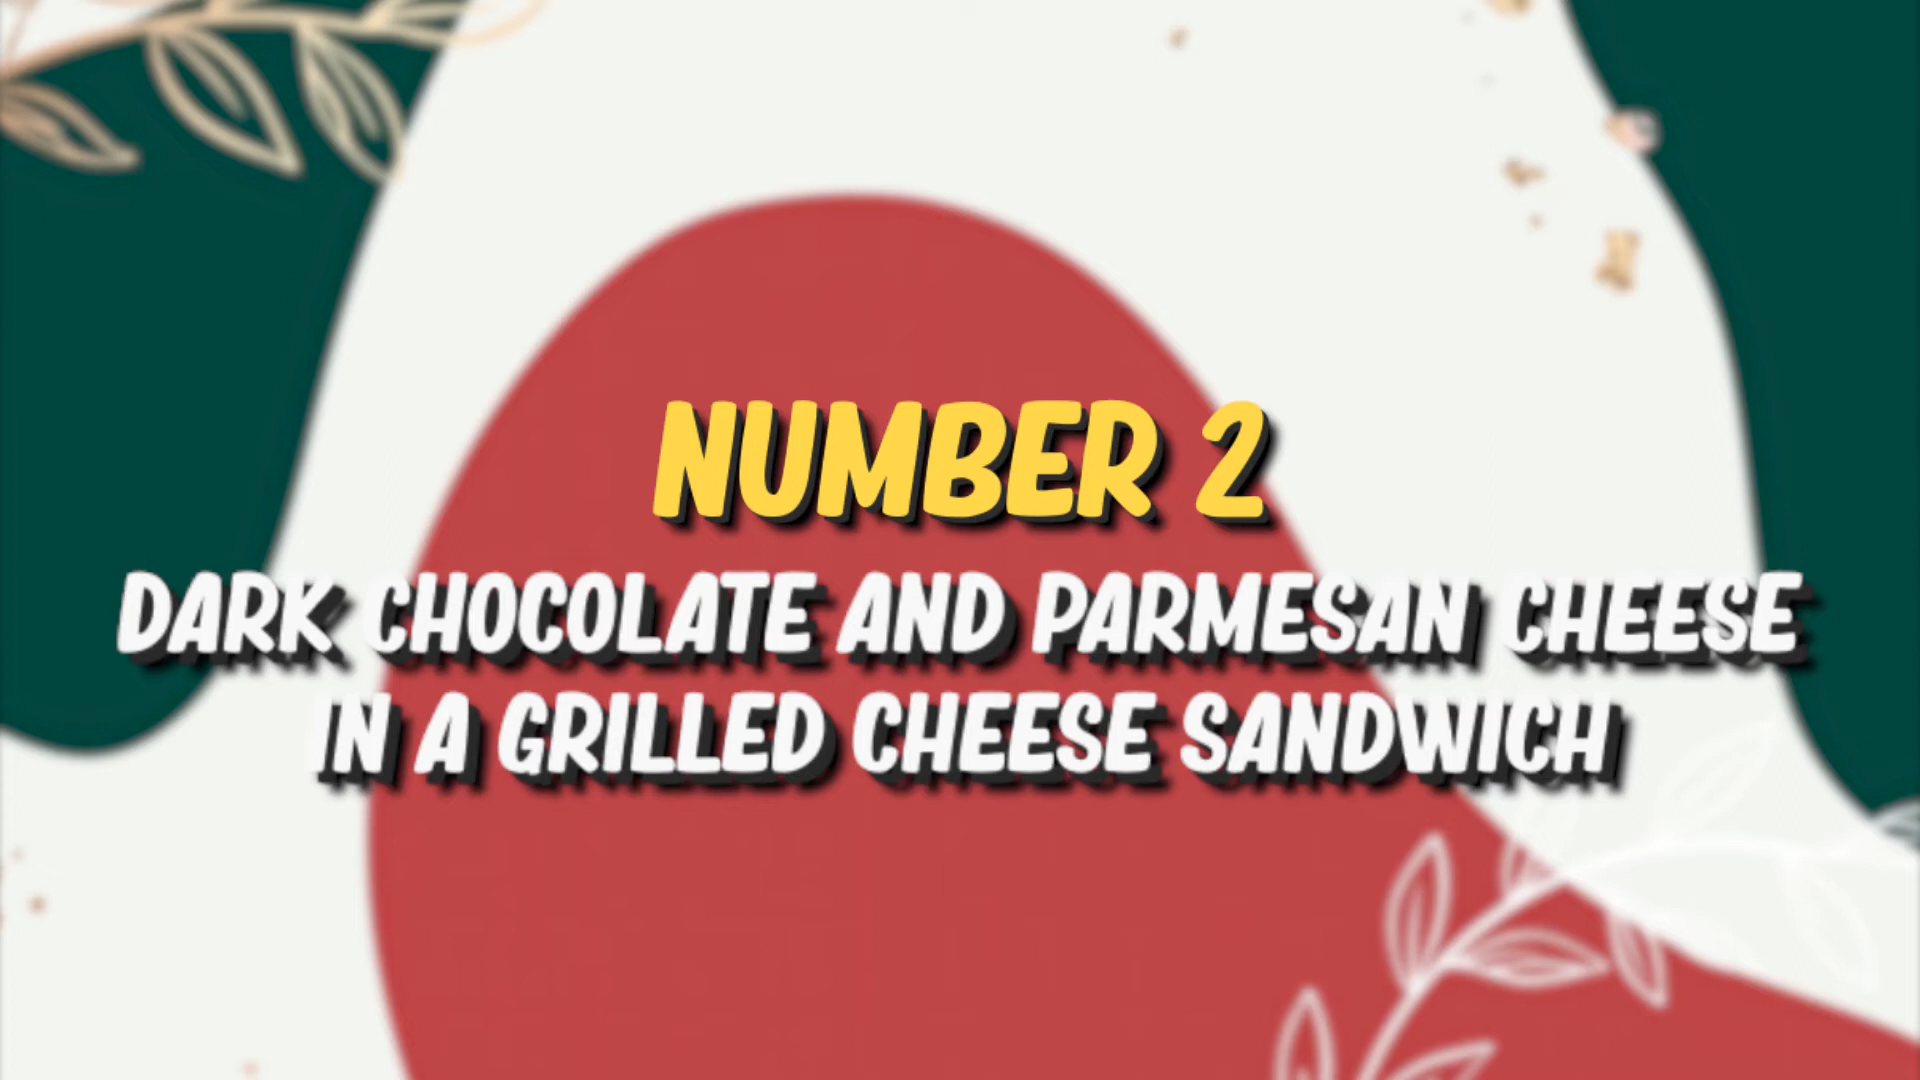 NUMBER 2
DARK CHOCOLATE AND PARMESAN CHEESE
IN A GRILLED CHEESE SANDWICH